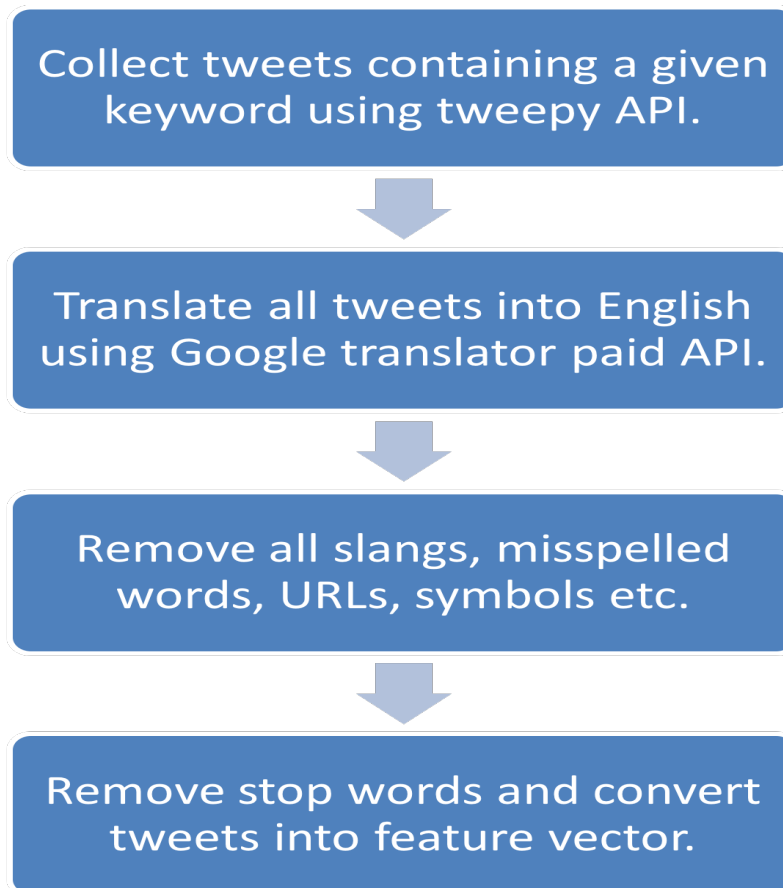 Collect tweets containing a given
keyword using tweepy API.
Translate all tweets into English
using Google translator paid API.
Remove all slangs, misspelled
words, URLs, symbols etc.
Remove stop words and convert
tweets into feature vector.